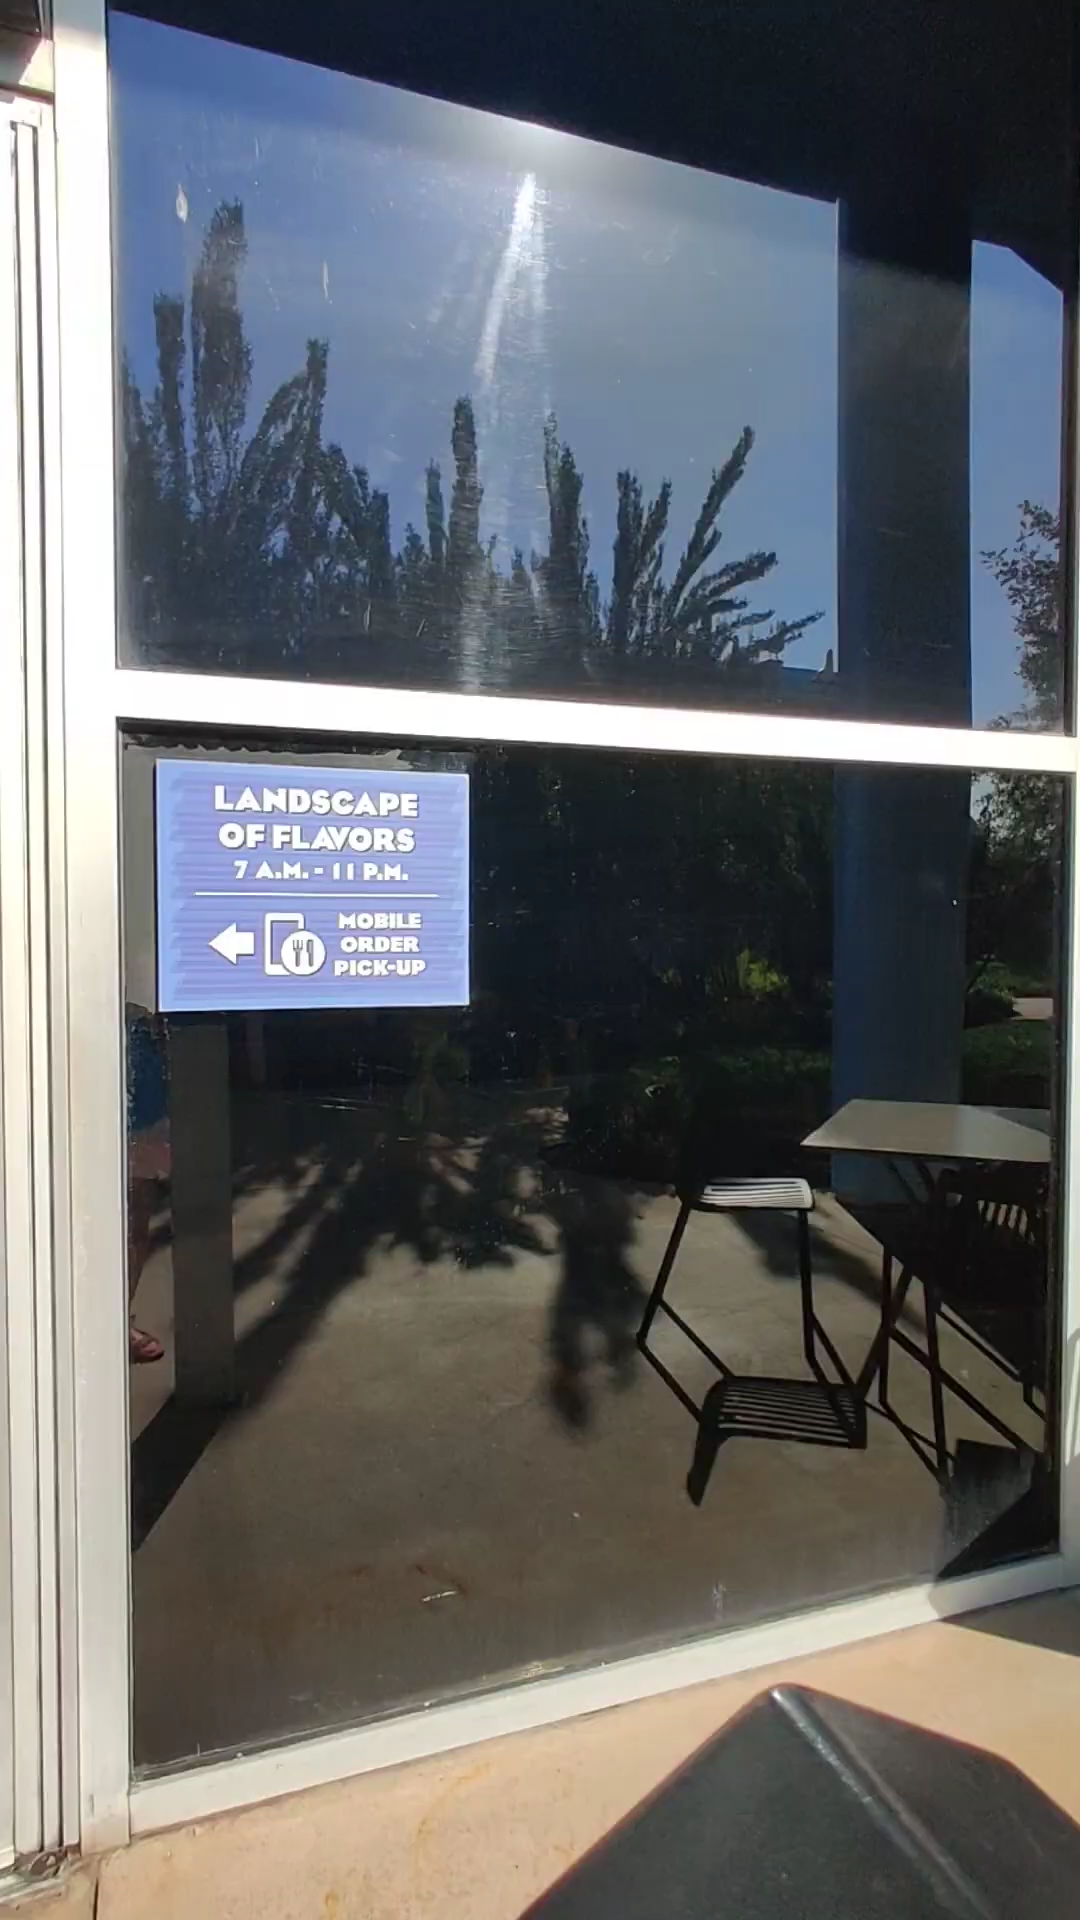 LANDSCAPE
OF FLAVORS
7 A.M. - 11 P.M.
MOBILE
ORDER
PICK-UP